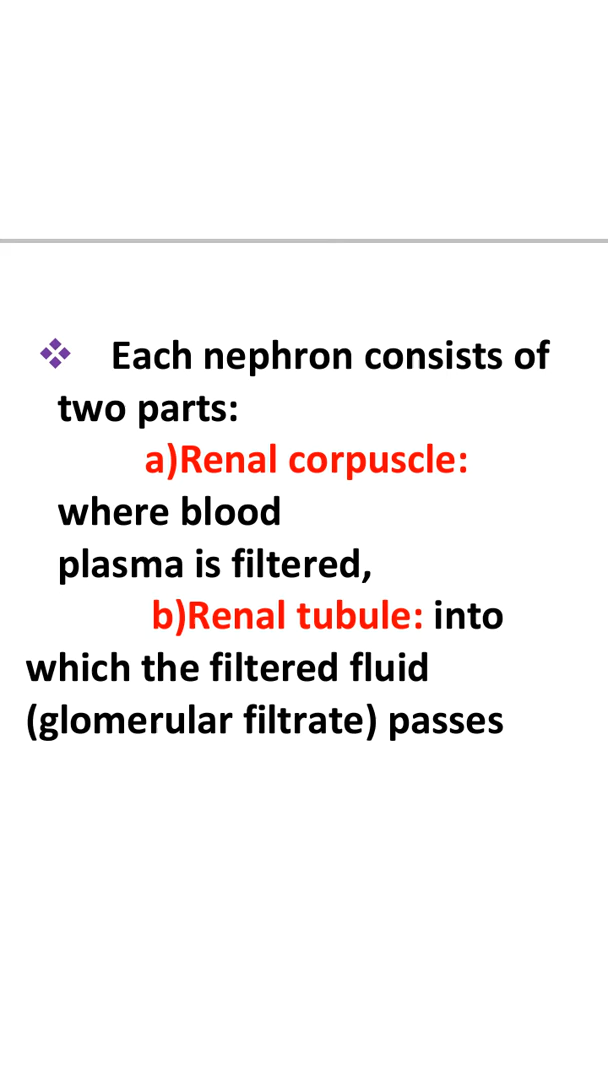 ❖ Each nephron consists of
two parts:
a)Renal corpuscle:
where blood
plasma is filtered,
b)Renal tubule: into
which the filtered fluid
(glomerular filtrate) passes